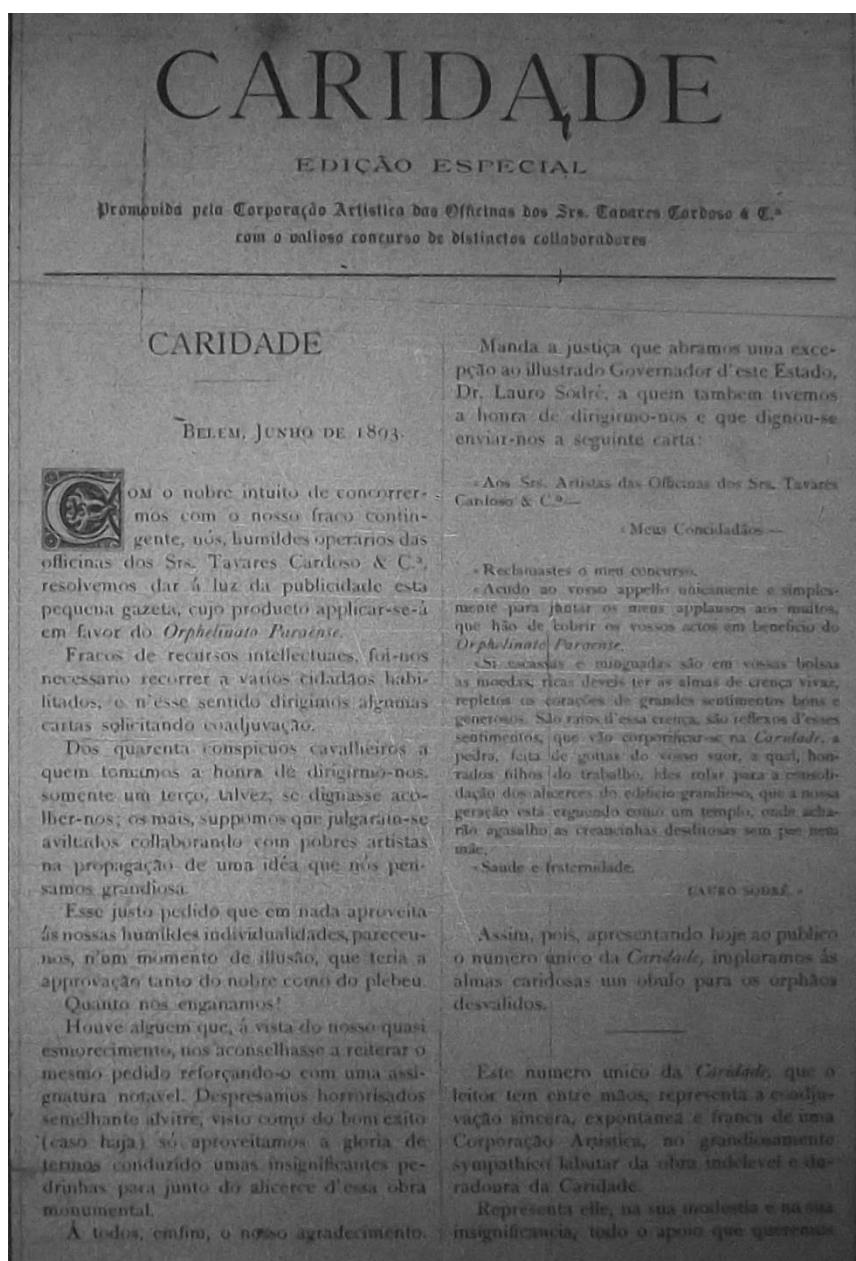 CARIDADE
EDIÇÃO ESPECIAL
Promovida pela Corporação Artistica das Officinas dos Srs. Tavares Cardoso & C.ª
com o valioso concurso de distinctos collaboradores
CARIDADE
BELEM, JUNHO DE 1893.
COM o nobre intuito de concorrer-
mos com o nosso fraco contin-
gente, nós, humildes operarios das
officinas dos Srs. Tavares Cardoso & C.ª,
resolvemos dar á luz da publicidade esta
pequena gazeta, cujo producto applicar-se-á
em favor do Orphelinato Paraense.
Fracos de recursos intellectuaes, foi-nos
necessario recorrer a varios cidadãos habi-
litados, e n'esse sentido dirigimos algumas
cartas solicitando coadjuvação.
Dos quarenta conspicuos cavalheiros a
quem tomamos a honra de dirigirmo-nos,
somente um terço, talvez, se dignasse aco-
lher-nos; os mais, suppomos que julgaram-se
aviltados collaborando com pobres artistas
na propagação de uma idéa que nós pen-
samos grandiosa.
Esse justo pedido que em nada aproveita
ás nossas humildes individualidades, pareceu-
nos, n'um momento de illusão, que teria a
approvação tanto do nobre como do plebeu.
Quanto nos enganamos!
Houve alguem que, á vista do nosso quasi
esmorecimento, nos aconselhasse a reiterar o
mesmo pedido reforçando-o com uma assi-
gnatura notavel. Despresamos horrorisados
semelhante alvitre, visto como do bom exito
(caso haja) só aproveitamos a gloria de
termos conduzido umas insignificantes pe-
drinhas para junto do alicerce d'essa obra
monumental.
Á todos, emfim, o nosso agradecimento.
Manda a justiça que abramos uma exce-
pção ao illustrado Governador d'este Estado,
Dr. Lauro Sodré, a quem tambem tivemos
a honra de dirigirmo-nos e que dignou-se
enviar-nos a seguinte carta:
«Aos Srs. Artistas das Officinas dos Srs. Tavares
Cardoso & C.ª—
«Meus Concidadãos—
«Reclamastes o meu concurso.
«Acudo ao vosso appello unicamente e simples-
mente para juntar os meus applausos aos muitos,
que hão de cobrir os vossos actos em beneficio do
Orphelinato Paraense.
«Si escassas e minguadas são em vossas bolsas
as moedas, ricas deveis ter as almas de crença vivaz,
repletos os corações de grandes sentimentos bons e
generosos. São raios d'essa crença, são reflexos d'esses
sentimentos, que vão corporificar-se na Caridade, a
pedra, feita de gottas do vosso suor, a qual, hon-
rados filhos do trabalho, ides rolar para a consoli-
dação dos alicerces do edificio grandioso, que a nossa
geração está erguendo como um templo, onde acha-
rão agasalho as creancinhas desditosas sem pae nem
mãe.
«Saude e fraternidade.
LAURO SODRÉ.»
Assim, pois, apresentando hoje ao publico
o numero unico da Caridade, imploramos ás
almas caridosas um obulo para os orphãos
desvalidos.
Este numero unico da Caridade, que o
leitor tem entre mãos, representa a coadju-
vação sincera, expontanea e franca de uma
Corporação Artistica, no grandiosamente
sympathico labutar da obra indelevel e du-
radoura da Caridade.
Representa elle, na sua modestia e na sua
insignificancia, todo o apoio que queremos